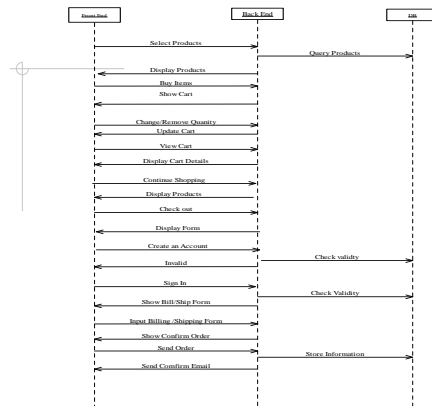 Front End
Back End
DB
Select Products
Query Products
Display Products
Buy Items
Show Cart
Change/Remove Quanity
Update Cart
View Cart
Display Cart Details
Continue Shopping
Display Products
Check out
Display Form
Create an Account
Check validty
Invalid
Sign In
Check Validity
Show Bill/Ship Form
Input Billing /Shipping Form
Show Confirm Order
Send Order
Store Information
Send Comfirm Email